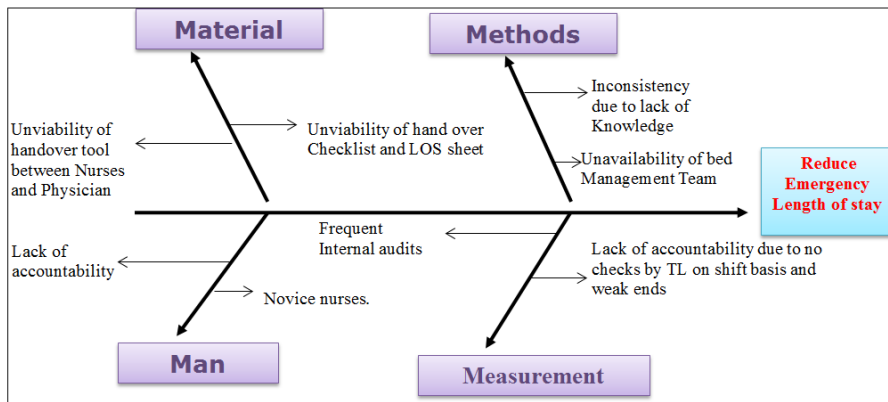 Material
Methods
Unviability of
handover tool
between Nurses
and Physician
Unviability of hand over
Checklist and LOS sheet
Inconsistency
due to lack of
Knowledge
Unavailability of bed
Management Team
Reduce
Emergency
Length of stay
Lack of
accountability
Novice nurses.
Frequent
Internal audits
Lack of accountability due to no
checks by TL on shift basis and
weak ends
Man
Measurement